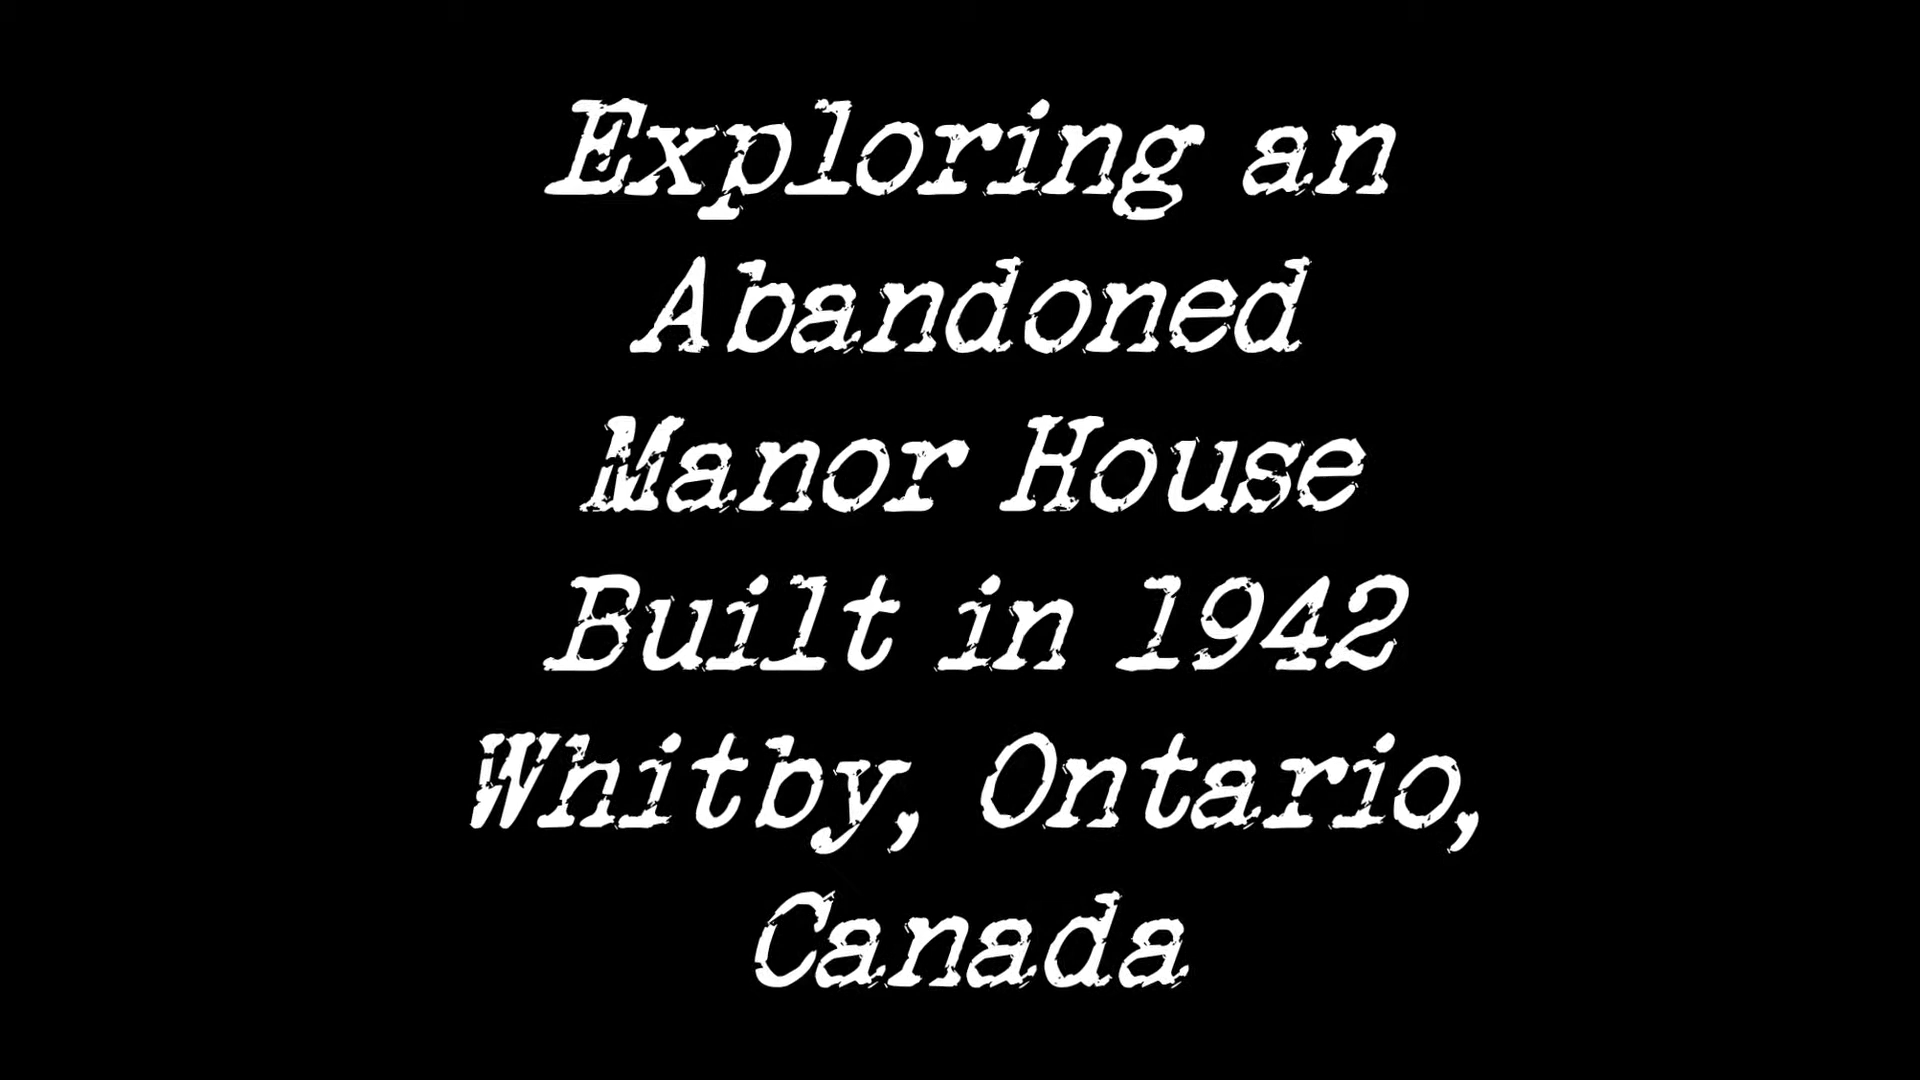 Exploring an
Abandoned
Manor House
Built in 1942
Whitby, Ontario,
Canada